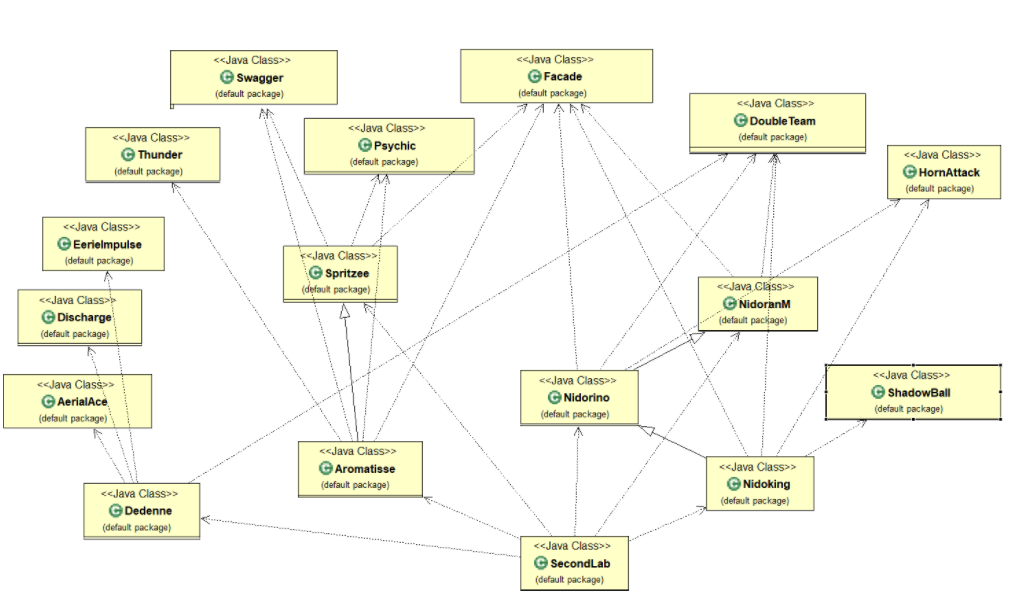 <<Java Class>>
C Swagger
(default package)
<<Java Class>>
C Facade
(default package)
<<Java Class>>
C DoubleTeam
(default package)
<<Java Class>>
C Psychic
(default package)
<<Java Class>>
C Thunder
(default package)
<<Java Class>>
C HornAttack
(default package)
<<Java Class>>
C EerieImpulse
(default package)
<<Java Class>>
C Spritzee
(default package)
<<Java Class>>
C NidoranM
(default package)
<<Java Class>>
C Discharge
(default package)
<<Java Class>>
C AerialAce
(default package)
<<Java Class>>
C Nidorino
(default package)
<<Java Class>>
C ShadowBall
(default package)
<<Java Class>>
C Aromatisse
(default package)
<<Java Class>>
C Nidoking
(default package)
<<Java Class>>
C Dedenne
(default package)
<<Java Class>>
C SecondLab
(default package)